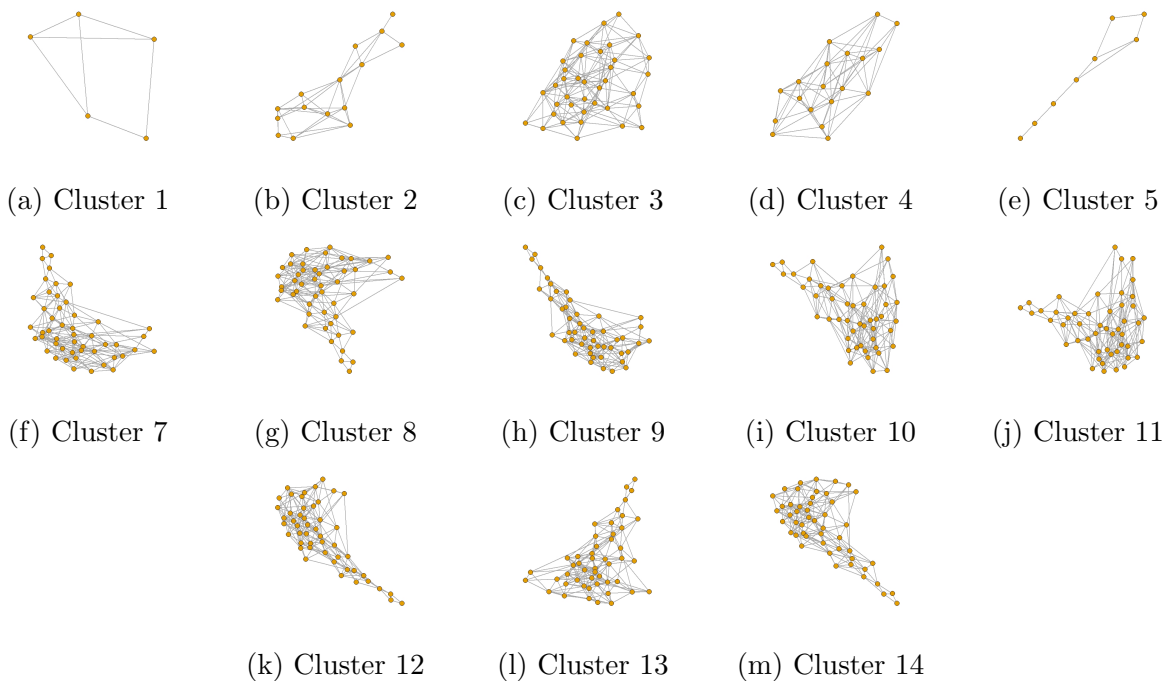 (a) Cluster 1
(b) Cluster 2
(c) Cluster 3
(d) Cluster 4
(e) Cluster 5
(f) Cluster 7
(g) Cluster 8
(h) Cluster 9
(i) Cluster 10
(j) Cluster 11
(k) Cluster 12
(l) Cluster 13
(m) Cluster 14